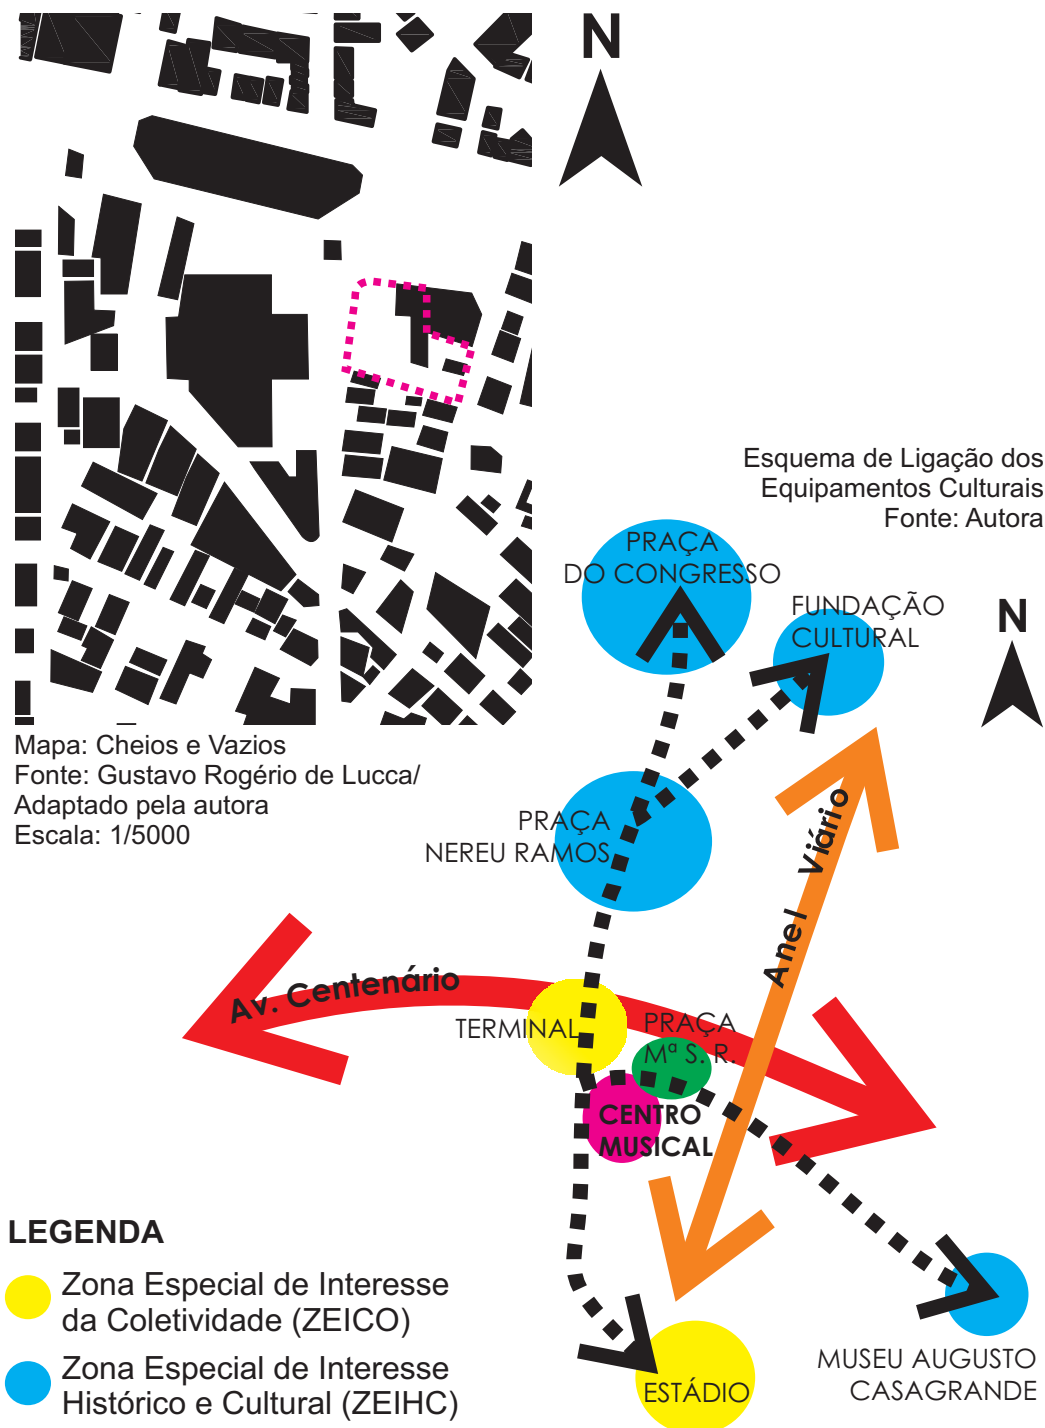 N
Mapa: Cheios e Vazios
Fonte: Gustavo Rogério de Lucca/
Adaptado pela autora
Escala: 1/5000
Esquema de Ligação dos
Equipamentos Culturais
Fonte: Autora
N
PRAÇA
DO CONGRESSO
FUNDAÇÃO
CULTURAL
PRAÇA
NEREU RAMOS
Anel Viário
Av. Centenário
TERMINAL
PRAÇA
Mª S. R.
CENTRO
MUSICAL
MUSEU AUGUSTO
CASAGRANDE
ESTÁDIO
LEGENDA
Zona Especial de Interesse
da Coletividade (ZEICO)
Zona Especial de Interesse
Histórico e Cultural (ZEIHC)